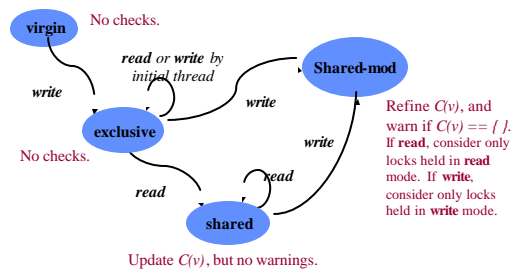 virgin
No checks.
read or write by
initial thread
write
exclusive
No checks.
write
Shared-mod
read
read
shared
write
Update C(v), but no warnings.
Refine C(v), and
warn if C(v) == { }.
If read, consider only
locks held in read
mode. If write,
consider only locks
held in write mode.